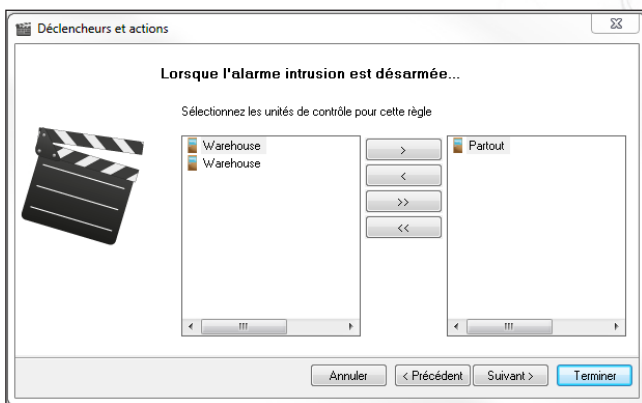 Déclencheurs et actions
Lorsque l'alarme intrusion est désarmée...
Sélectionnez les unités de contrôle pour cette règle
Warehouse
Warehouse
>
<
>>
<<
Partout
Annuler
< Précédent
Suivant >
Terminer